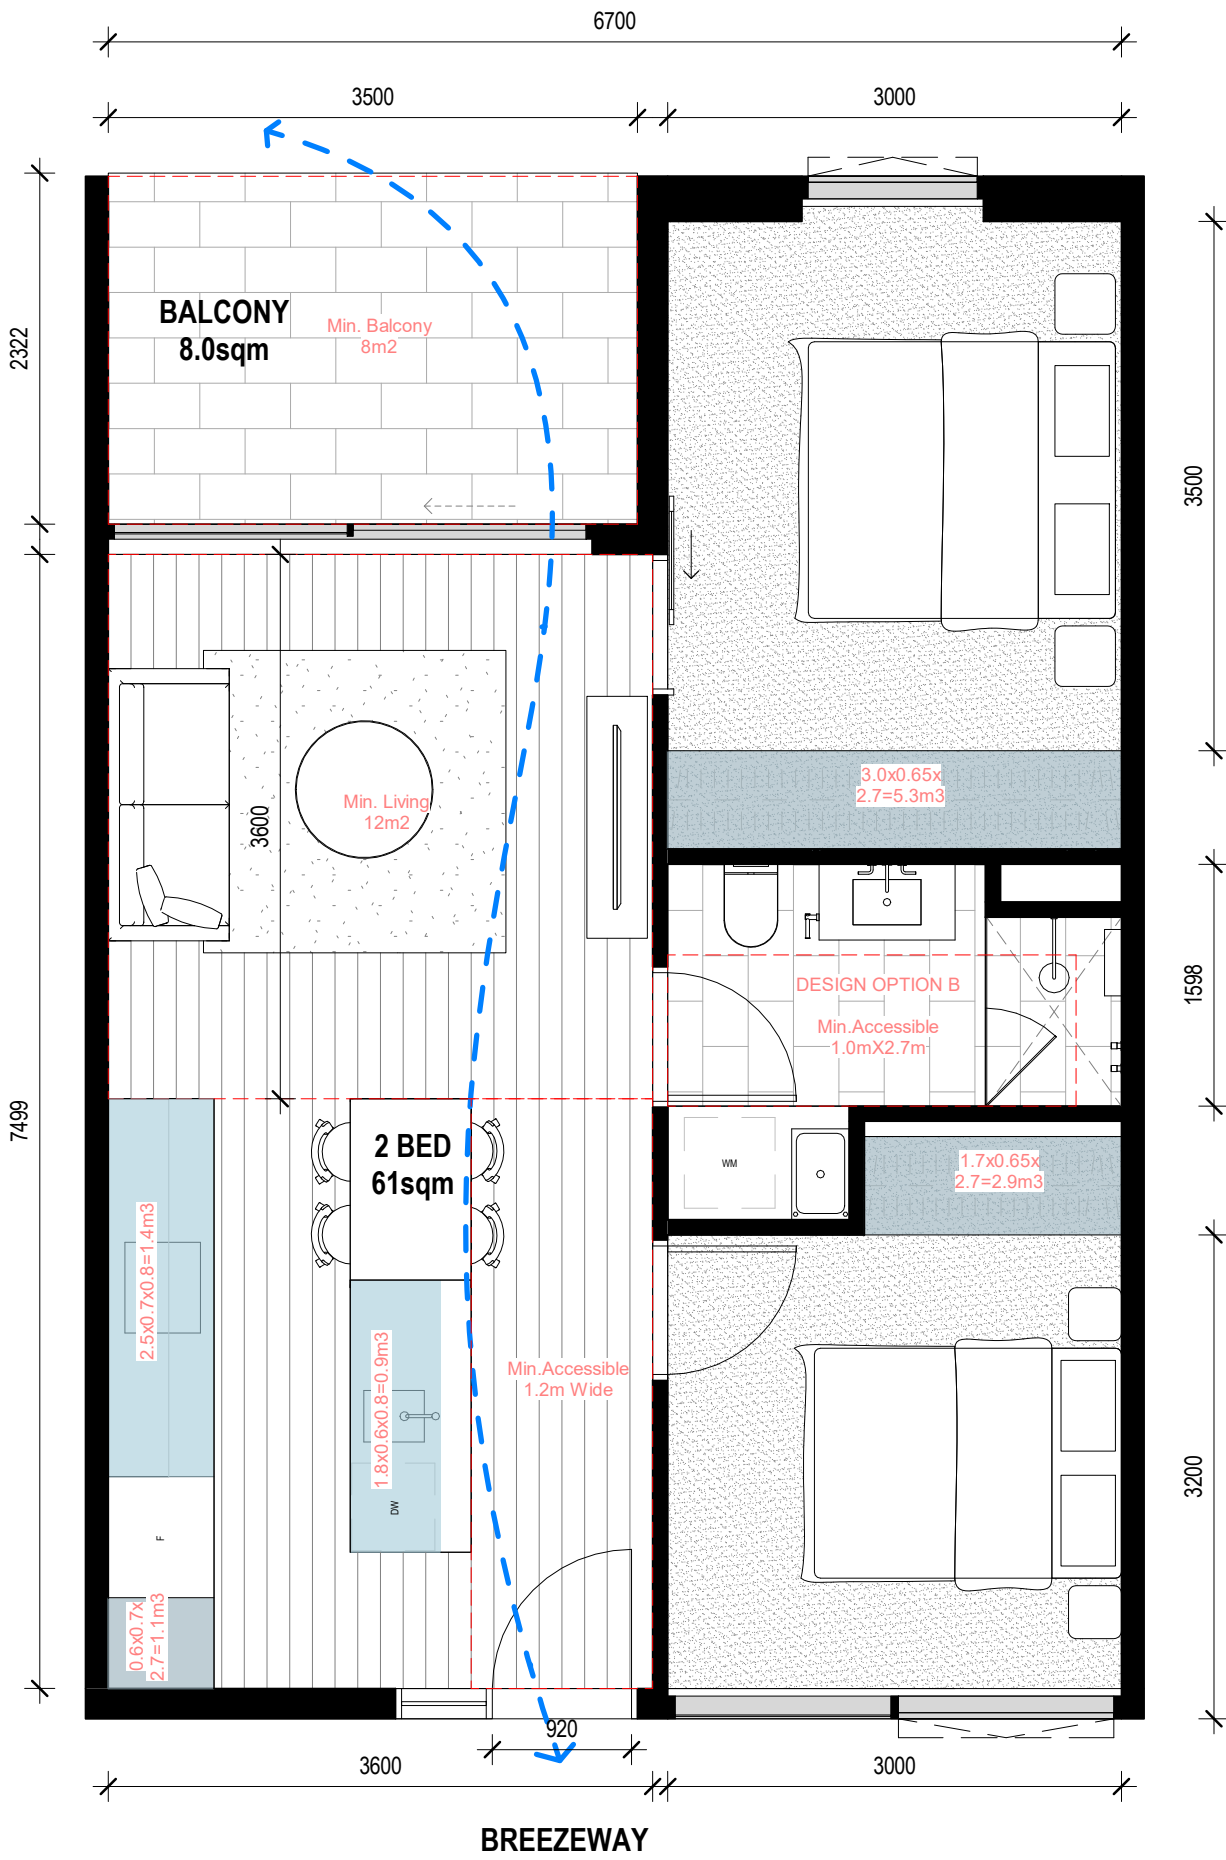 6700
3500
3000
2322
BALCONY
8.0sqm
Min. Balcony
8m2
3500
3.0x0.65x
2.7=5.3m3
Min. Living
12m2
3600
DESIGN OPTION B
Min.Accessible
1.0mX2.7m
1598
7499
2 BED
61sqm
WM
1.7x0.65x
2.7=2.9m3
2.5x0.7x0.8=1.4m3
1.8x0.6x0.8=0.9m3
DW
Min.Accessible
1.2m Wide
3200
F
0.6x0.7x
2.7=1.1m3
920
3600
3000
BREEZEWAY